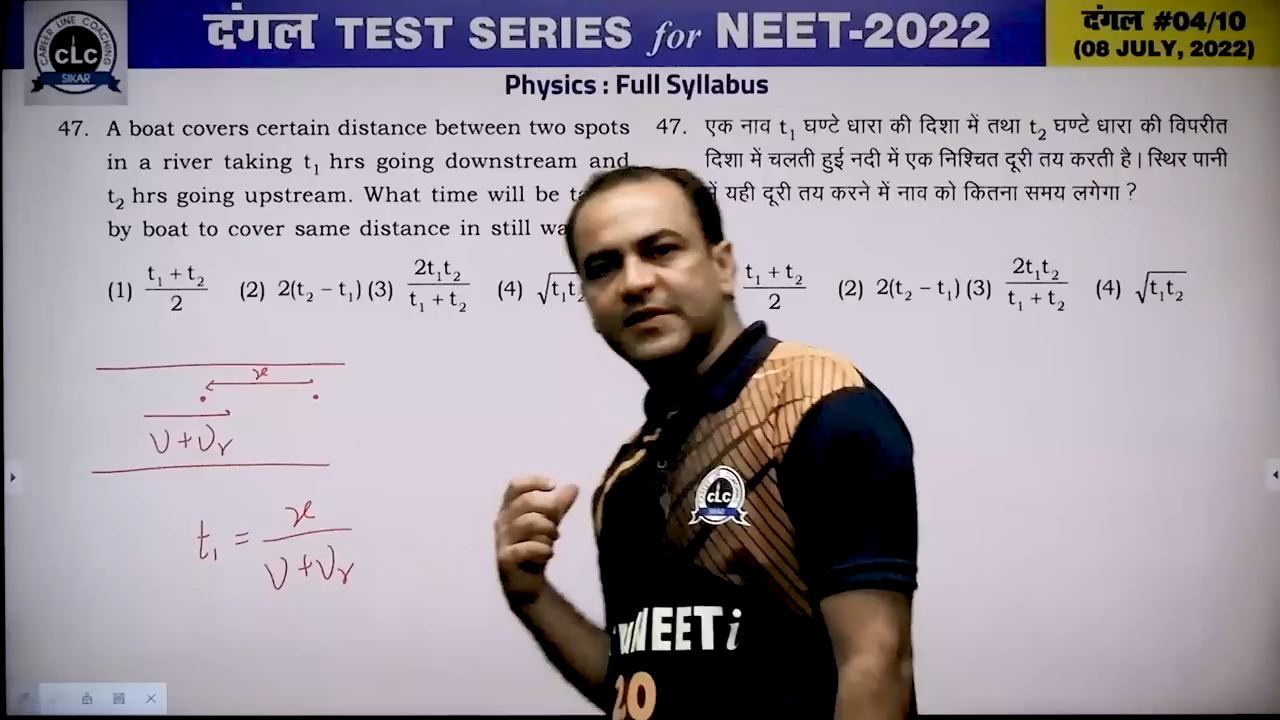 दंगल TEST SERIES for NEET-2022
दंगल #04/10
(08 JULY, 2022)
CAREER LINE COACHING
CLC
SIKAR
Physics : Full Syllabus
47. A boat covers certain distance between two spots
in a river taking t₁ hrs going downstream and
t₂ hrs going upstream. What time will be
by boat to cover same distance in still
(1) t₁ + t₂ / 2 (2) 2(t₂ – t₁) (3) 2t₁t₂ / t₁ + t₂ (4) √t₁t₂
47. एक नाव t₁ घण्टे धारा की दिशा में तथा t₂ घण्टे धारा की विपरीत
दिशा में चलती हुई नदी में एक निश्चित दूरी तय करती है। स्थिर पानी
यही दूरी तय करने में नाव को कितना समय लगेगा ?
t₁ + t₂ / 2 (2) 2(t₂ – t₁) (3) 2t₁t₂ / t₁ + t₂ (4) √t₁t₂
x
v+vᵣ
t₁ = x / v+vᵣ
CLC
SIKAR
NEETi
20